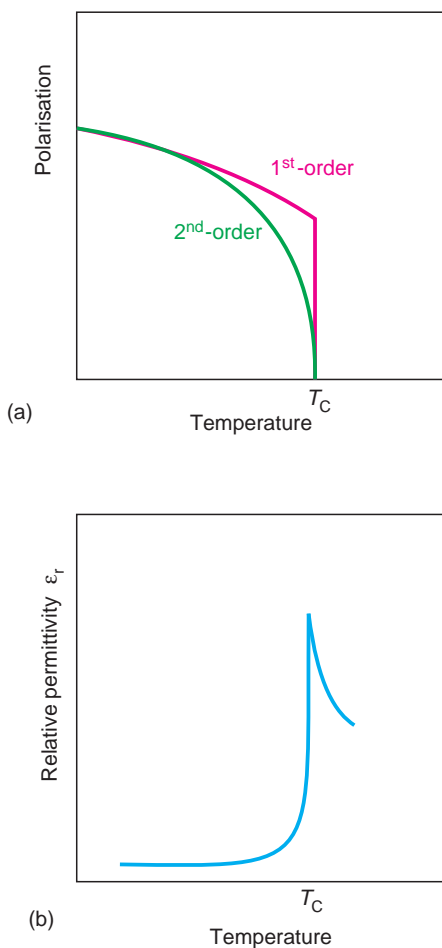 Polarisation
1st-order
2nd-order
TC
(a)
Temperature
Relative permittivity εr
TC
(b)
Temperature